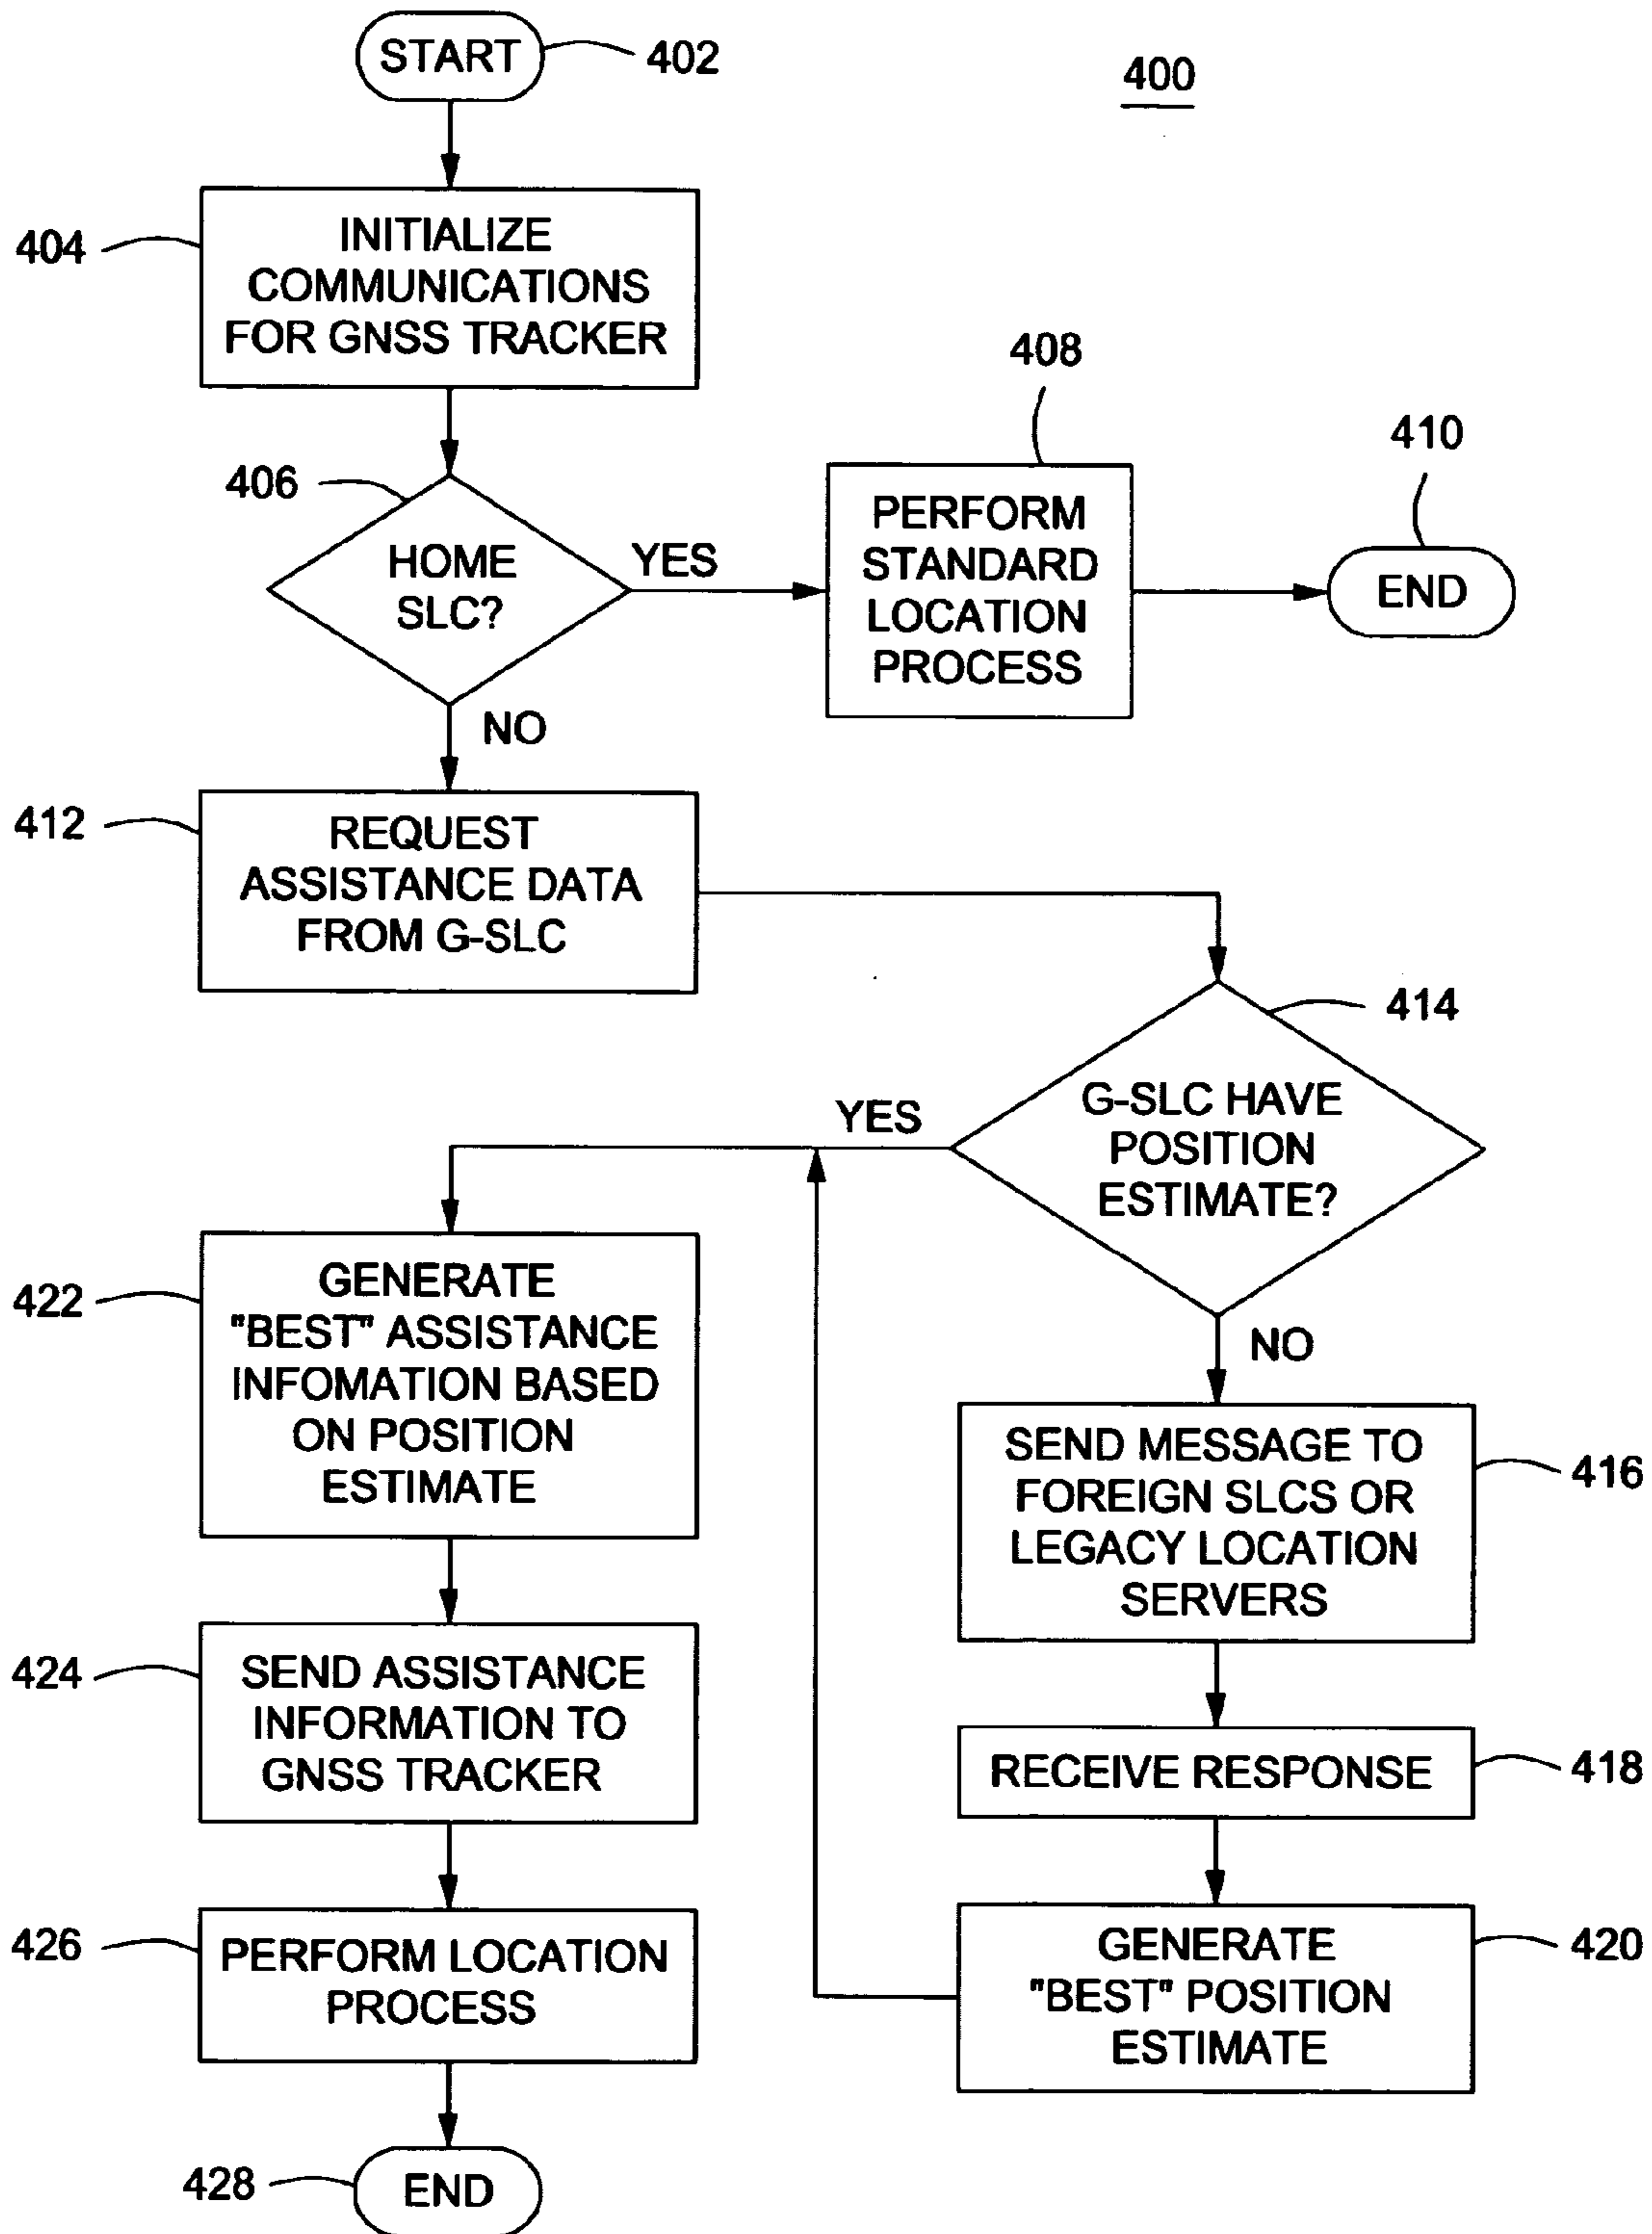 START
402
400
404
INITIALIZE
COMMUNICATIONS
FOR GNSS TRACKER
406
HOME
SLC?
YES
408
PERFORM
STANDARD
LOCATION
PROCESS
410
END
NO
412
REQUEST
ASSISTANCE DATA
FROM G-SLC
414
G-SLC HAVE
POSITION
ESTIMATE?
YES
NO
416
SEND MESSAGE TO
FOREIGN SLCS OR
LEGACY LOCATION
SERVERS
418
RECEIVE RESPONSE
420
GENERATE
"BEST" POSITION
ESTIMATE
422
GENERATE
"BEST" ASSISTANCE
INFOMATION BASED
ON POSITION
ESTIMATE
424
SEND ASSISTANCE
INFORMATION TO
GNSS TRACKER
426
PERFORM LOCATION
PROCESS
428
END